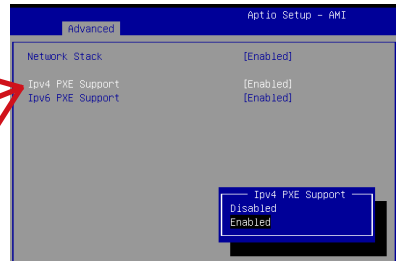 Aptio Setup – AMI
Advanced
Network Stack [Enabled]
Ipv4 PXE Support [Enabled]
Ipv6 PXE Support [Enabled]
Ipv4 PXE Support
Disabled
Enabled